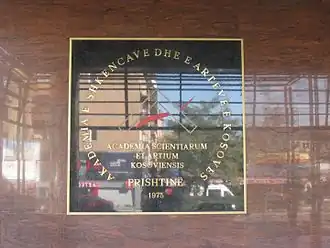 AKADEMIA E SHKENCAVE DHE E ARTEVE E KOSOVËS
ACADEMIA SCIENTIARUM
ET ARTIUM
KOSOVIENSIS
PRISHTINË
1975